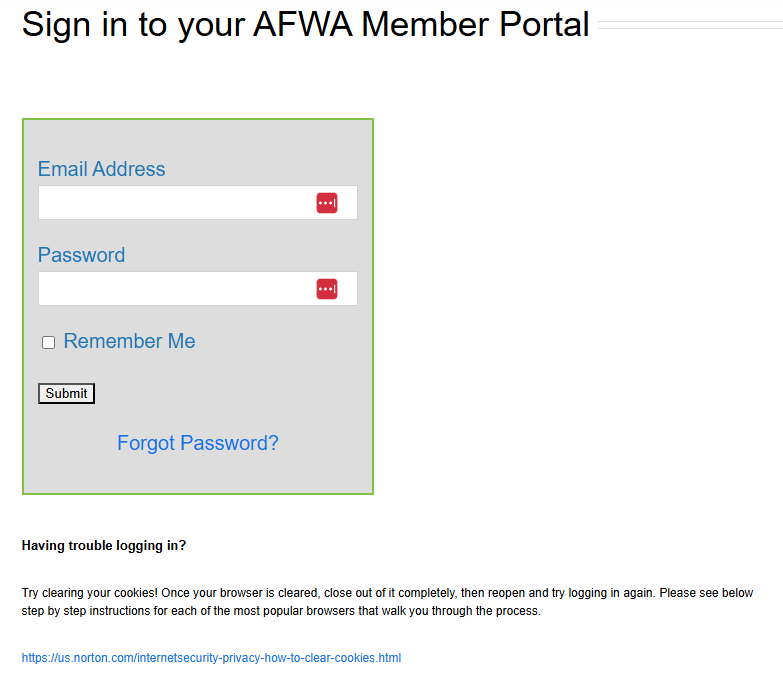 Sign in to your AFWA Member Portal
Email Address
Password
Remember Me
Submit
Forgot Password?
Having trouble logging in?
Try clearing your cookies! Once your browser is cleared, close out of it completely, then reopen and try logging in again. Please see below
step by step instructions for each of the most popular browsers that walk you through the process.
https://us.norton.com/internetsecurity-privacy-how-to-clear-cookies.html